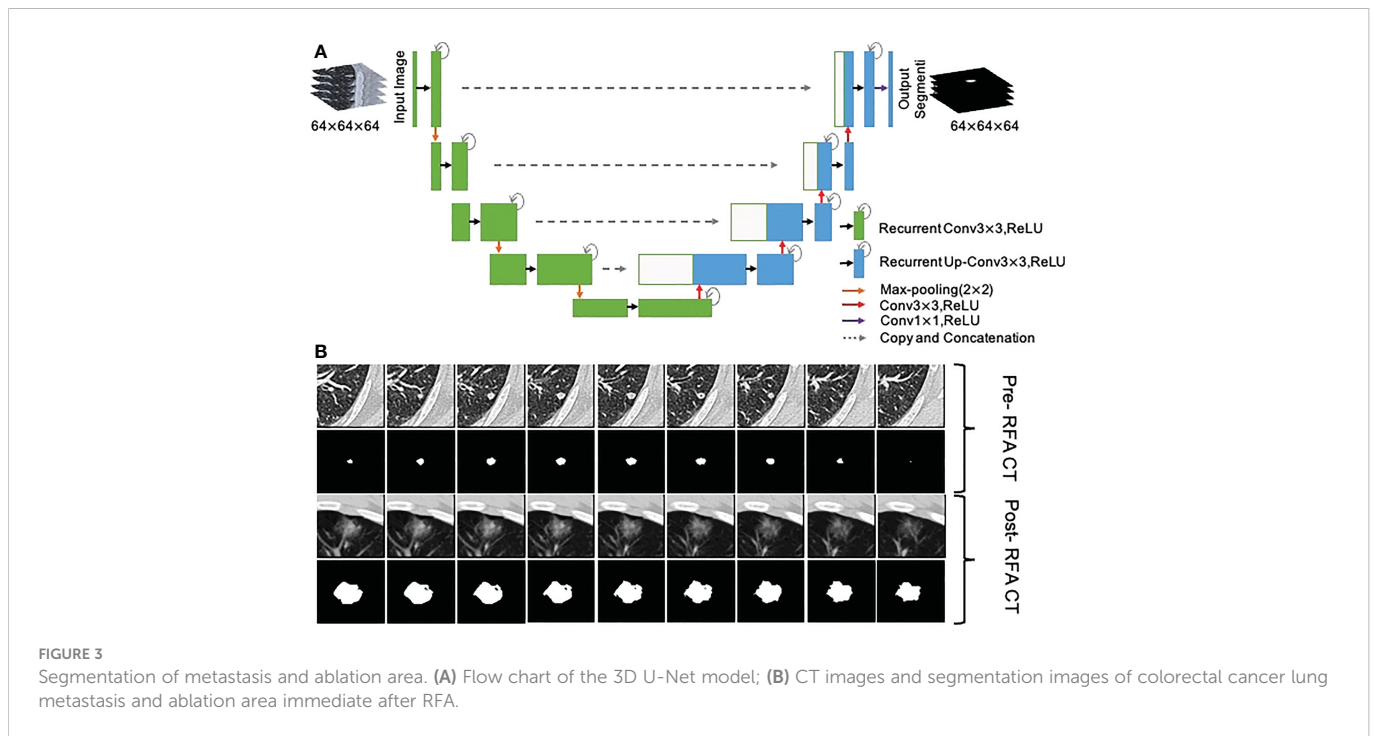 A
Input Image
64×64×64
Output
Segmenti
64×64×64
Recurrent Conv3×3,ReLU
Recurrent Up-Conv3×3,ReLU
Max-pooling(2×2)
Conv3×3,ReLU
Conv1×1,ReLU
Copy and Concatenation
B
Pre- RFA CT
Post- RFA CT
FIGURE 3
Segmentation of metastasis and ablation area. (A) Flow chart of the 3D U-Net model; (B) CT images and segmentation images of colorectal cancer lung
metastasis and ablation area immediate after RFA.